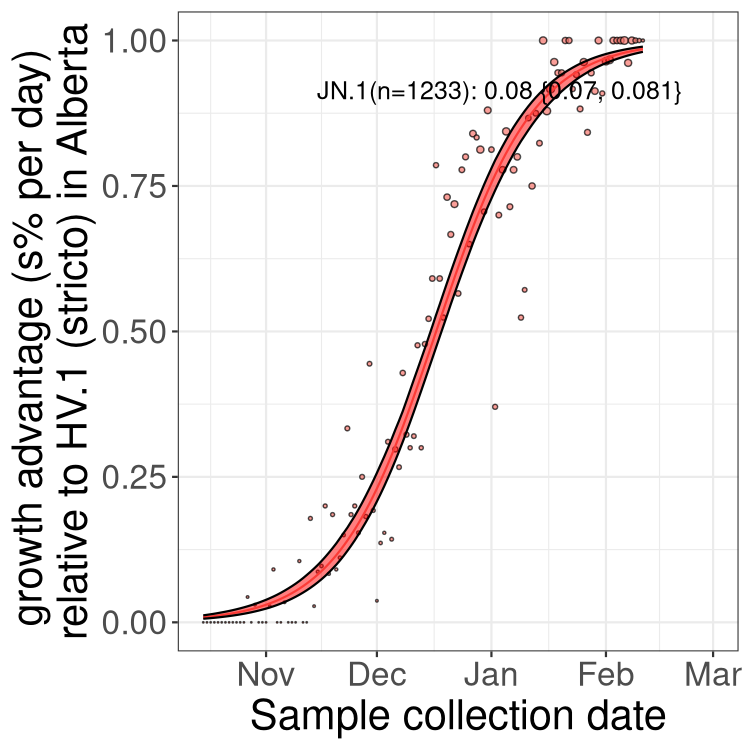 growth advantage (s% per day)
relative to HV.1 (stricto) in Alberta
1.00
0.75
0.50
0.25
0.00
JN.1(n=1233): 0.08 {0.07, 0.081}
Nov Dec Jan Feb Mar
Sample collection date